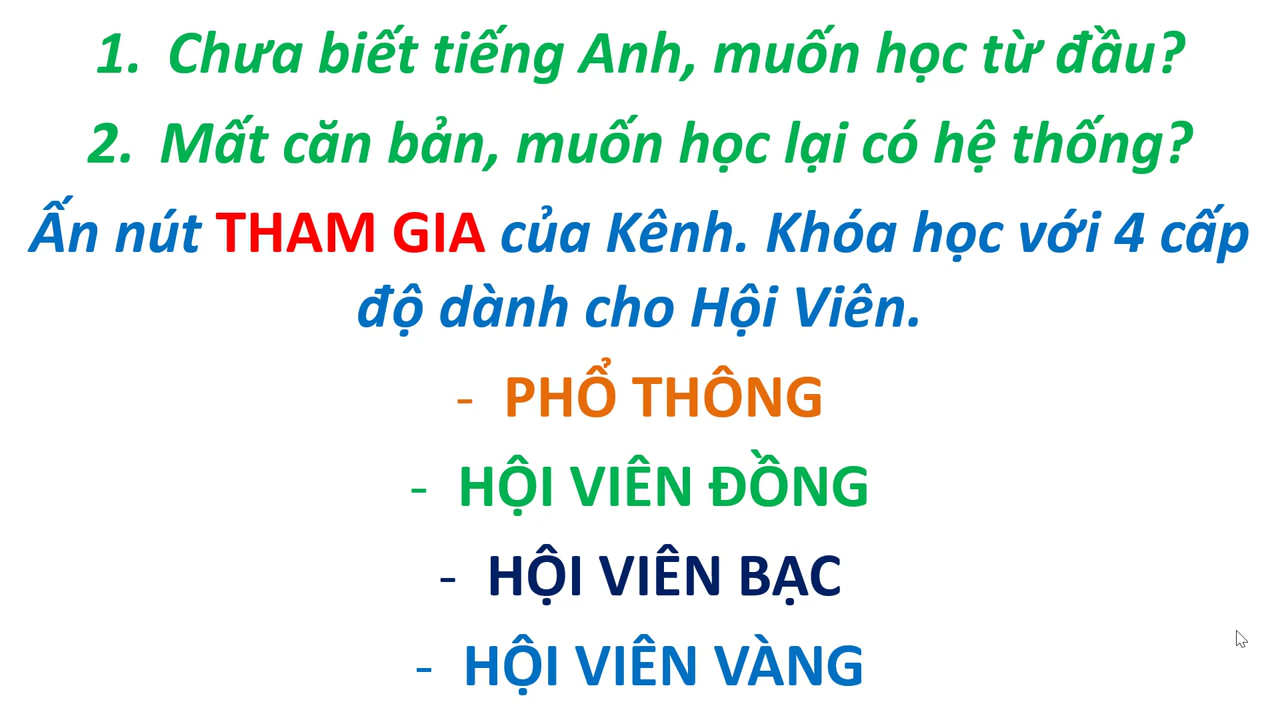 1. Chưa biết tiếng Anh, muốn học từ đầu?
2. Mất căn bản, muốn học lại có hệ thống?
Ấn nút THAM GIA của Kênh. Khóa học với 4 cấp
độ dành cho Hội Viên.
- PHỔ THÔNG
- HỘI VIÊN ĐỒNG
- HỘI VIÊN BẠC
- HỘI VIÊN VÀNG